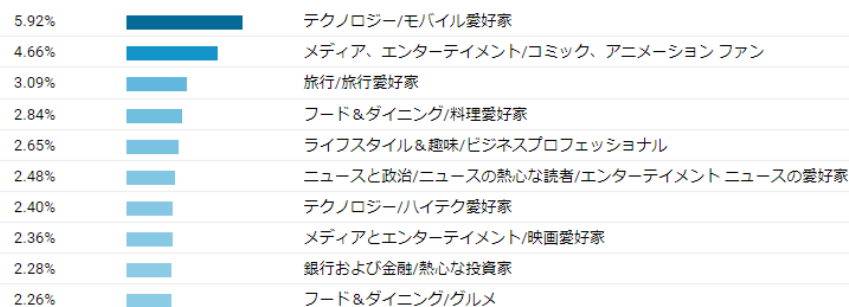 5.92% テクノロジー/モバイル愛好家
4.66% メディア、エンターテイメント/コミック、アニメーション ファン
3.09% 旅行/旅行愛好家
2.84% フード＆ダイニング/料理愛好家
2.65% ライフスタイル＆趣味/ビジネスプロフェッショナル
2.48% ニュースと政治/ニュースの熱心な読者/エンターテイメント ニュースの愛好家
2.40% テクノロジー/ハイテク愛好家
2.36% メディアとエンターテイメント/映画愛好家
2.28% 銀行および金融/熱心な投資家
2.26% フード＆ダイニング/グルメ